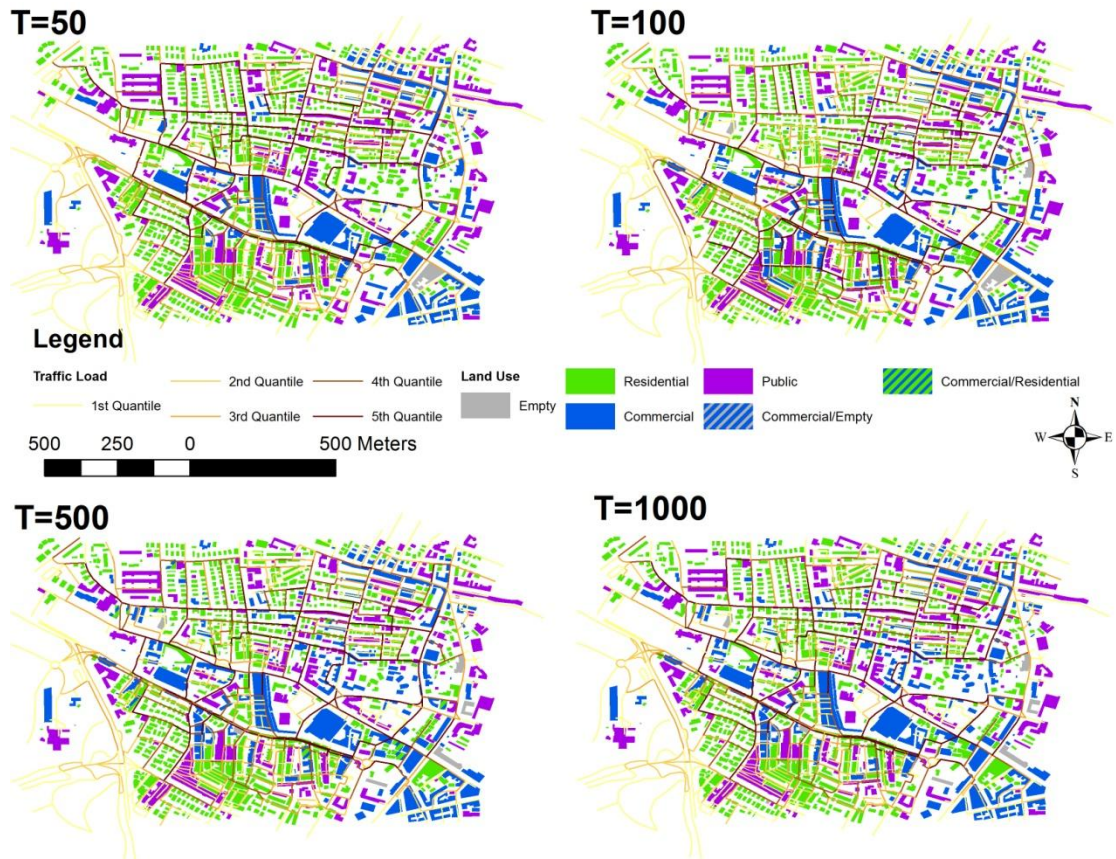 T=50
T=100
Legend
Traffic Load
1st Quantile
2nd Quantile
3rd Quantile
4th Quantile
5th Quantile
Land Use
Empty
Residential
Commercial
Public
Commercial/Empty
Commercial/Residential
500 250 0 500 Meters
N
W E
S
T=500
T=1000